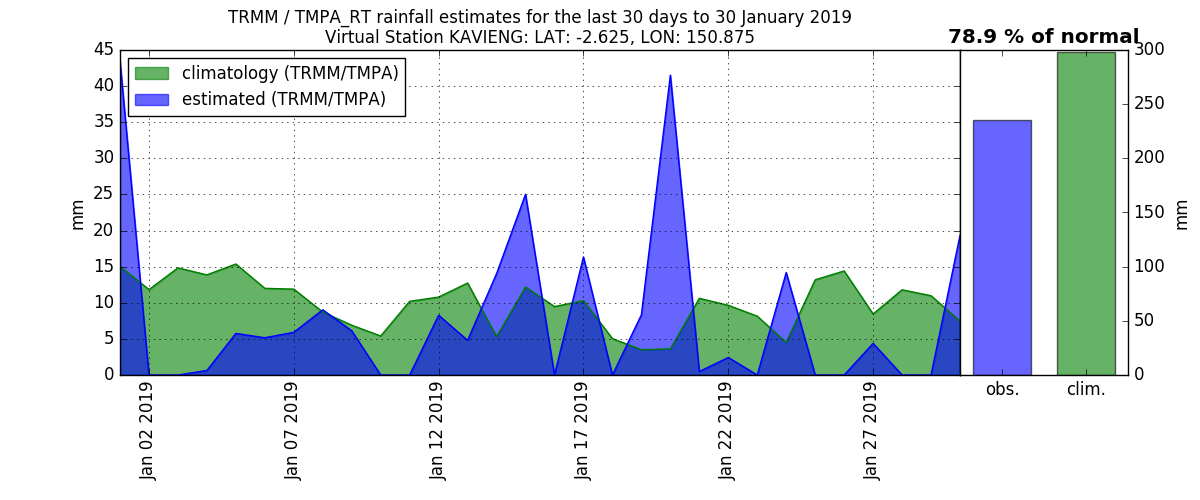 TRMM / TMPA_RT rainfall estimates for the last 30 days to 30 January 2019
Virtual Station KAVIENG: LAT: -2.625, LON: 150.875
78.9 % of normal
climatology (TRMM/TMPA)
estimated (TRMM/TMPA)
45
40
35
30
25
20
15
10
5
0
mm
Jan 02 2019
Jan 07 2019
Jan 12 2019
Jan 17 2019
Jan 22 2019
Jan 27 2019
obs.
clim.
300
250
200
150
100
50
0
mm